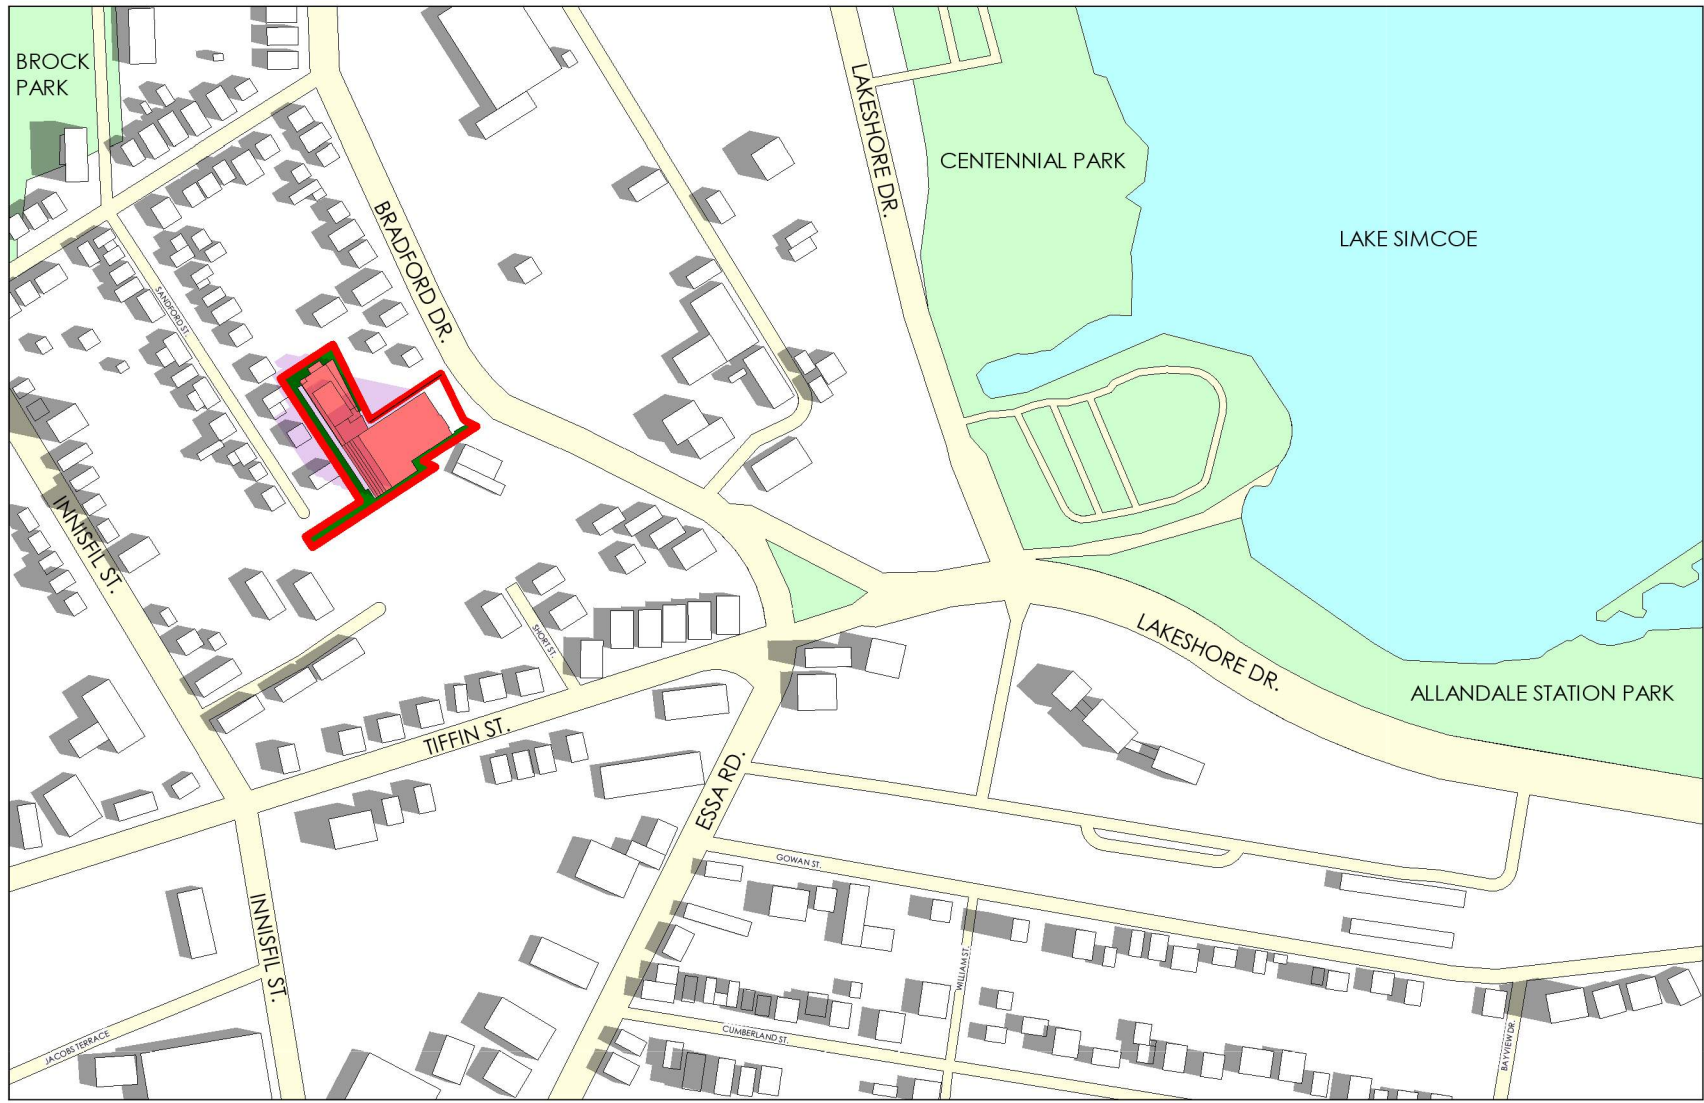 BROCK
PARK
LAKESHORE DR.
CENTENNIAL PARK
LAKE SIMCOE
BRADFORD DR.
SANDFORD ST.
INNISFIL ST.
SHORT ST.
LAKESHORE DR.
ALLANDALE STATION PARK
TIFFIN ST.
ESSA RD.
GOWAN ST.
INNISFIL ST.
WILLIAM ST.
CUMBERLAND ST.
JACOBS TERRACE
BAYVIEW DR.